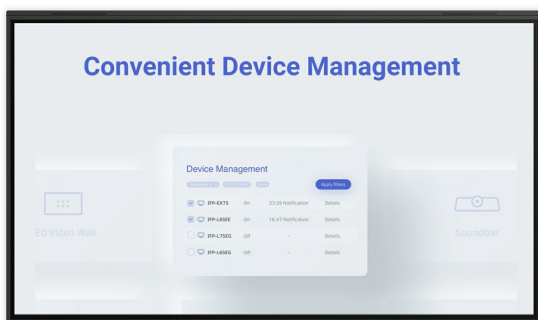 Convenient Device Management
Device Management
Apply filters
IFP-EX75 On 23:59 Notification Details
ED Video Wall
IFP-L65EE On 16:47 Notification Details
Soundbar
IFP-L75EG Off - Details
IFP-L65EG Off - Details